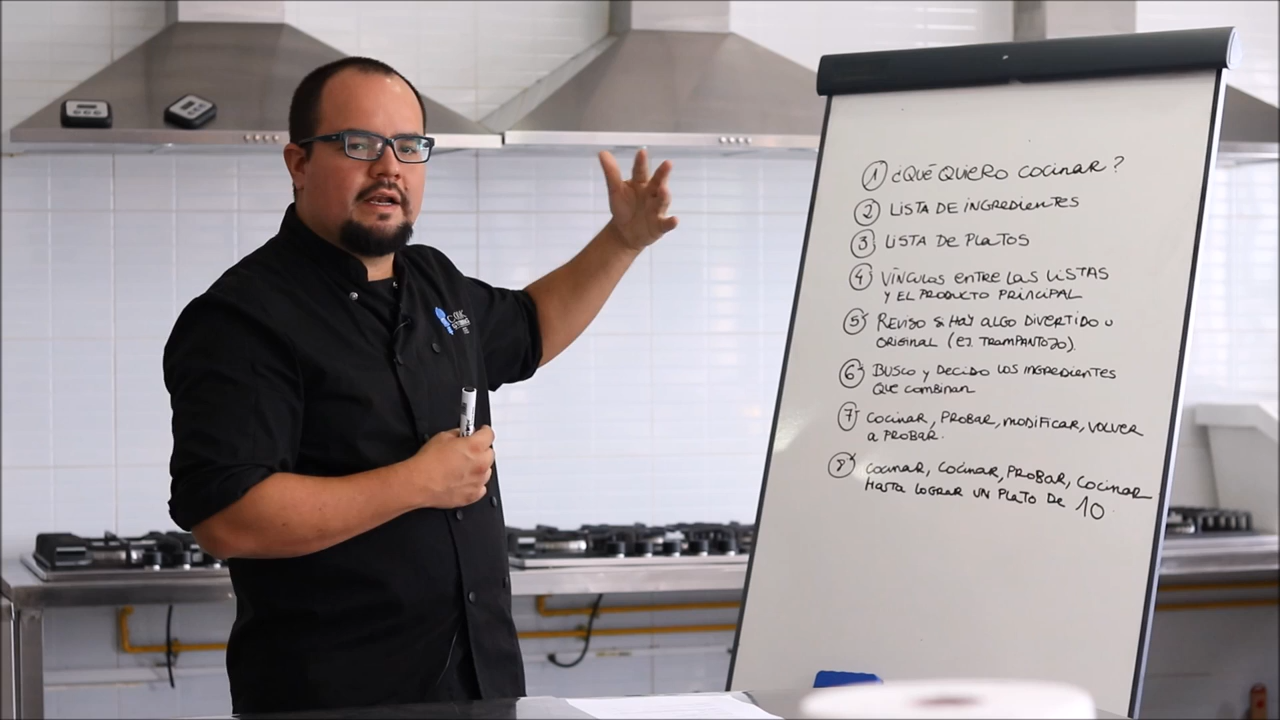 ① ¿QUÉ QUIERO COCINAR?
② LISTA DE INGREDIENTES
③ LISTA DE PLATOS
④ VÍNCULOS ENTRE LAS LISTAS
Y EL PRODUCTO PRINCIPAL
⑤ REVISO SI HAY ALGO DIVERTIDO U
ORIGINAL (EJ. TRAMPANTOJO).
⑥ BUSCO Y DECIDO LOS INGREDIENTES
QUE COMBINAN
⑦ COCINAR, PROBAR, MODIFICAR, VOLVER
A PROBAR.
⑧ COCINAR, COCINAR, PROBAR, COCINAR
HASTA LOGRAR UN PLATO DE 10